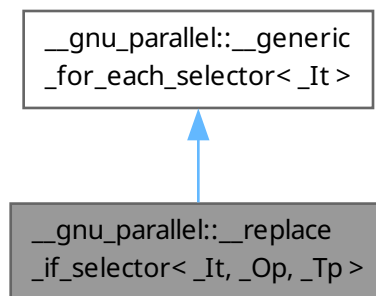 __gnu_parallel::__generic
_for_each_selector< _It >
__gnu_parallel::__replace
_if_selector< _It, _Op, _Tp >